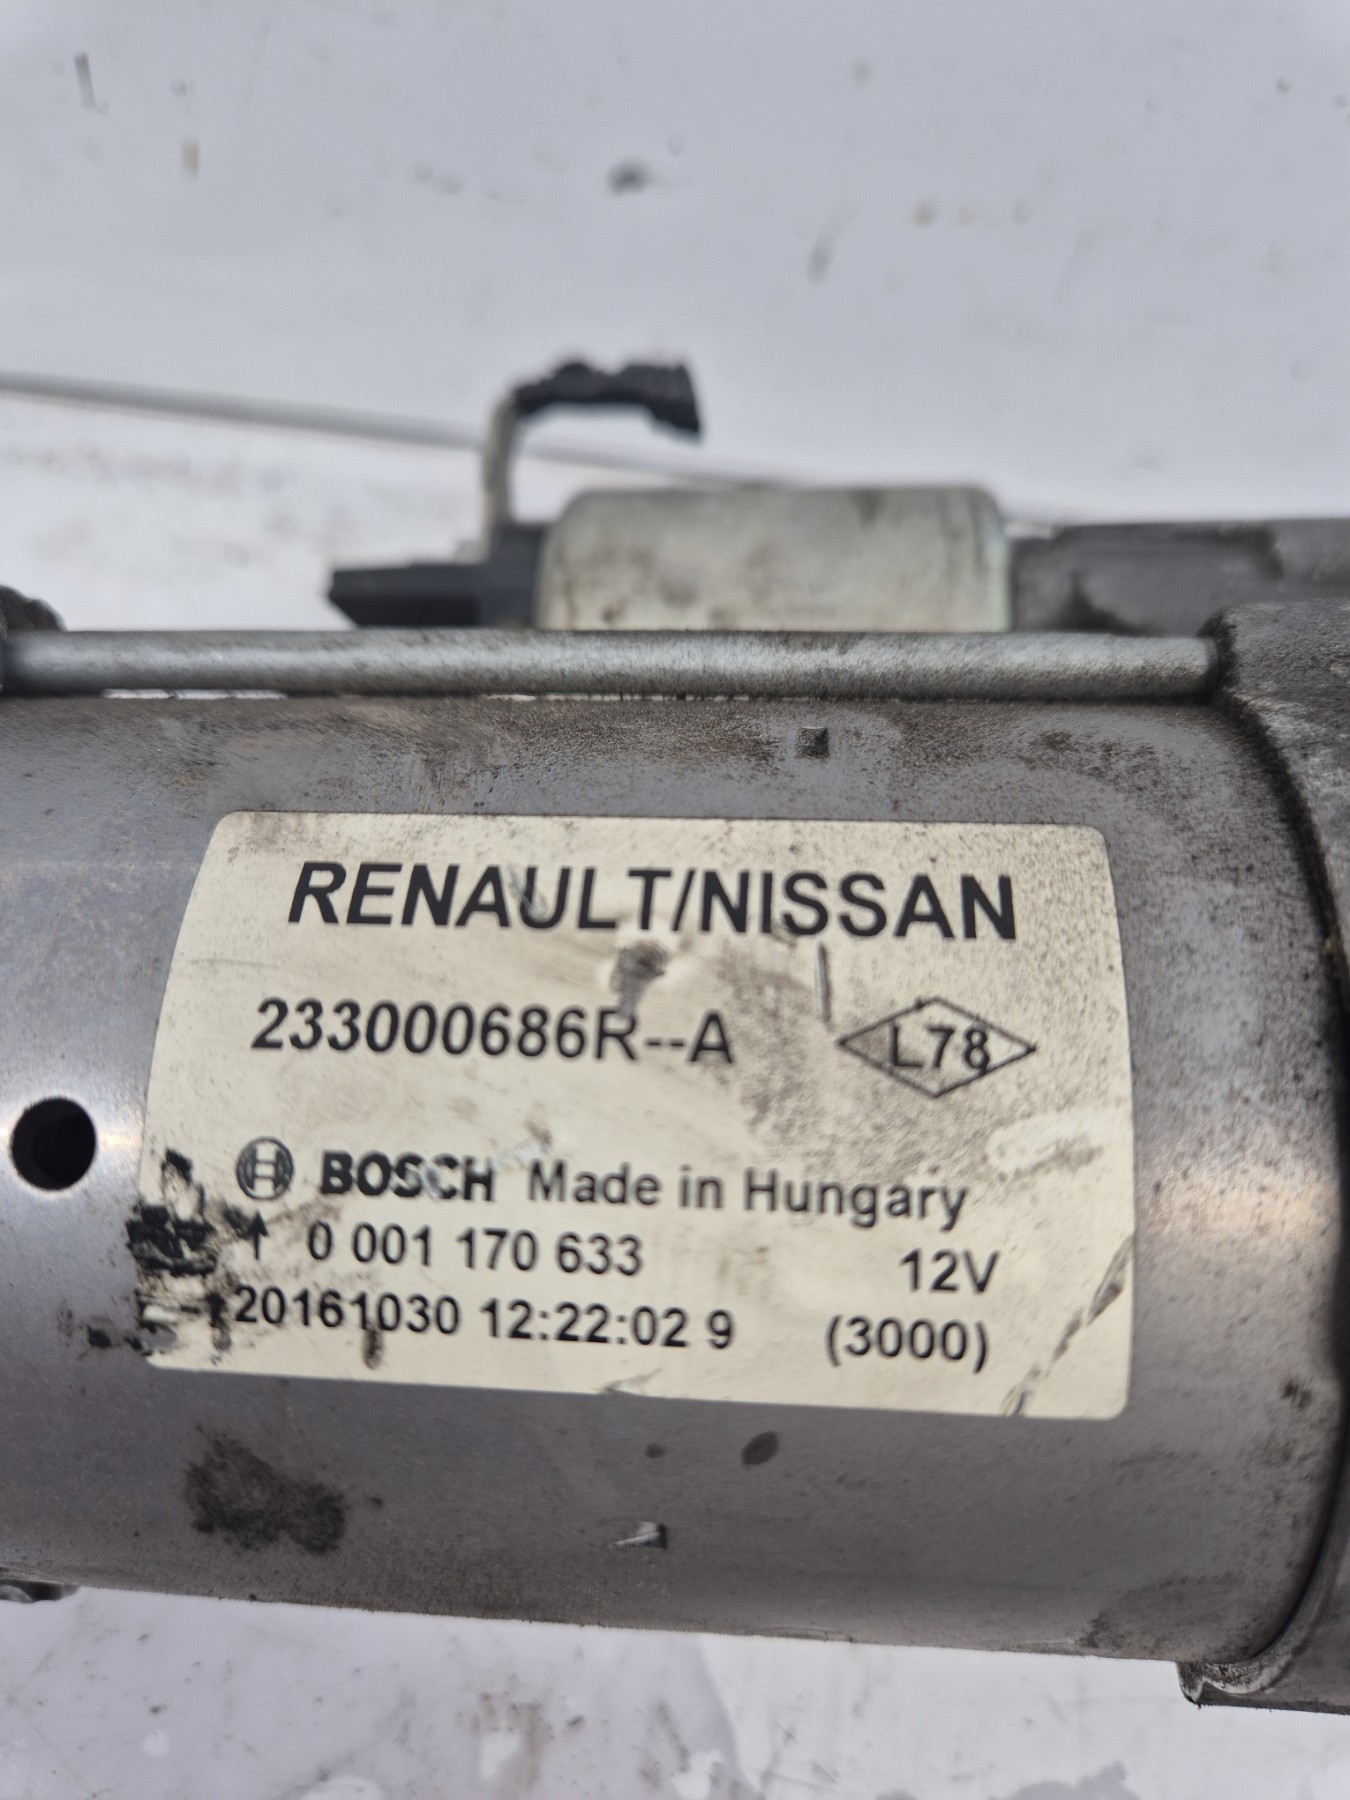 RENAULT/NISSAN
233000686R--A L78
BOSCH Made in Hungary
↑ 0 001 170 633 12V
20161030 12:22:02 9 (3000)